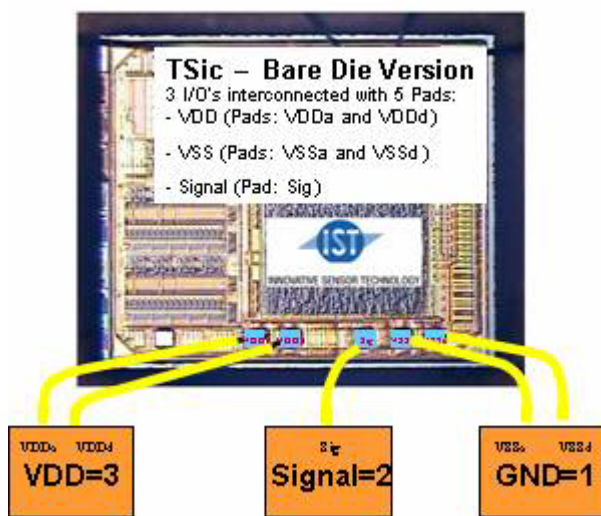 TSic – Bare Die Version
3 I/O's interconnected with 5 Pads:
- VDD (Pads: VDDa and VDDd)
- VSS (Pads: VSSa and VSSd)
- Signal (Pad: Sig)
IST
INNOVATIVE SENSOR TECHNOLOGY
Sig
VDDa VDDd
VDD=3
Sig
Signal=2
VSSa VSSd
GND=1